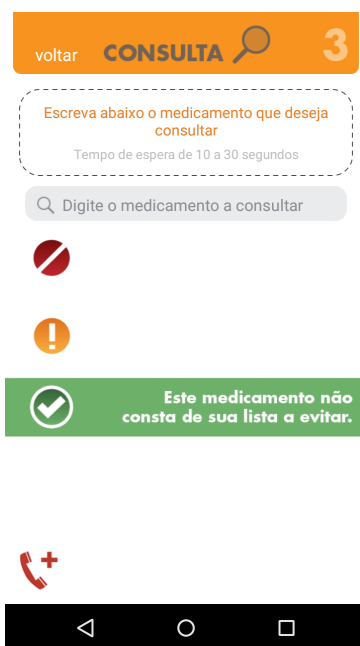 voltar CONSULTA 3
Escreva abaixo o medicamento que deseja
consultar
Tempo de espera de 10 a 30 segundos
Digite o medicamento a consultar
Este medicamento não
consta de sua lista a evitar.